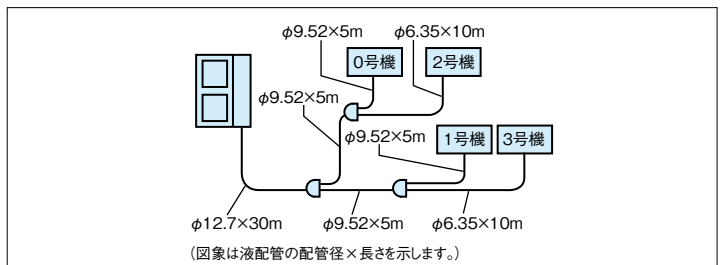 φ9.52×5m
φ6.35×10m
0号機
2号機
φ9.52×5m
φ9.52×5m
1号機
3号機
φ12.7×30m
φ9.52×5m
φ6.35×10m
(図象は液配管の配管径×長さを示します。)